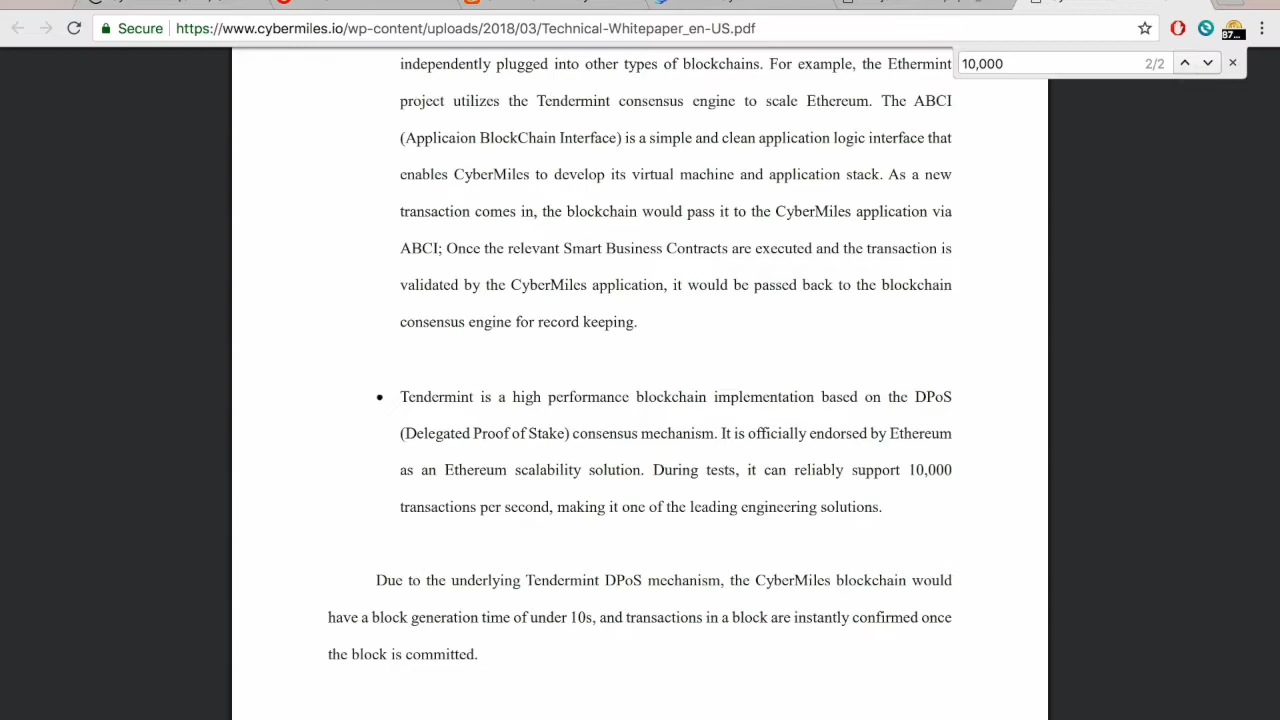 Secure
https://www.cybermiles.io/wp-content/uploads/2018/03/Technical-Whitepaper_en-US.pdf
87...
10,000
2/2
independently plugged into other types of blockchains. For example, the Ethermint
project utilizes the Tendermint consensus engine to scale Ethereum. The ABCI
(Applicaion BlockChain Interface) is a simple and clean application logic interface that
enables CyberMiles to develop its virtual machine and application stack. As a new
transaction comes in, the blockchain would pass it to the CyberMiles application via
ABCI; Once the relevant Smart Business Contracts are executed and the transaction is
validated by the CyberMiles application, it would be passed back to the blockchain
consensus engine for record keeping.
• Tendermint is a high performance blockchain implementation based on the DPoS
(Delegated Proof of Stake) consensus mechanism. It is officially endorsed by Ethereum
as an Ethereum scalability solution. During tests, it can reliably support 10,000
transactions per second, making it one of the leading engineering solutions.
Due to the underlying Tendermint DPoS mechanism, the CyberMiles blockchain would
have a block generation time of under 10s, and transactions in a block are instantly confirmed once
the block is committed.